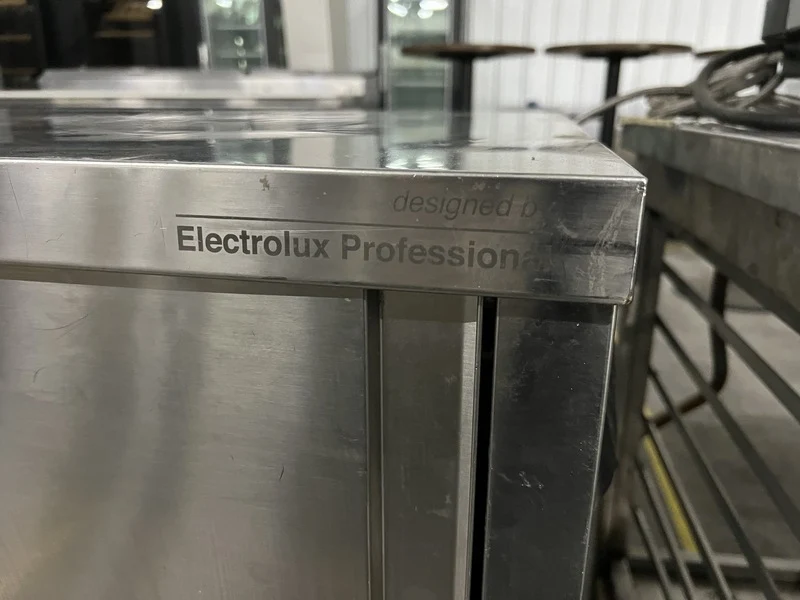 designed b
Electrolux Professiona